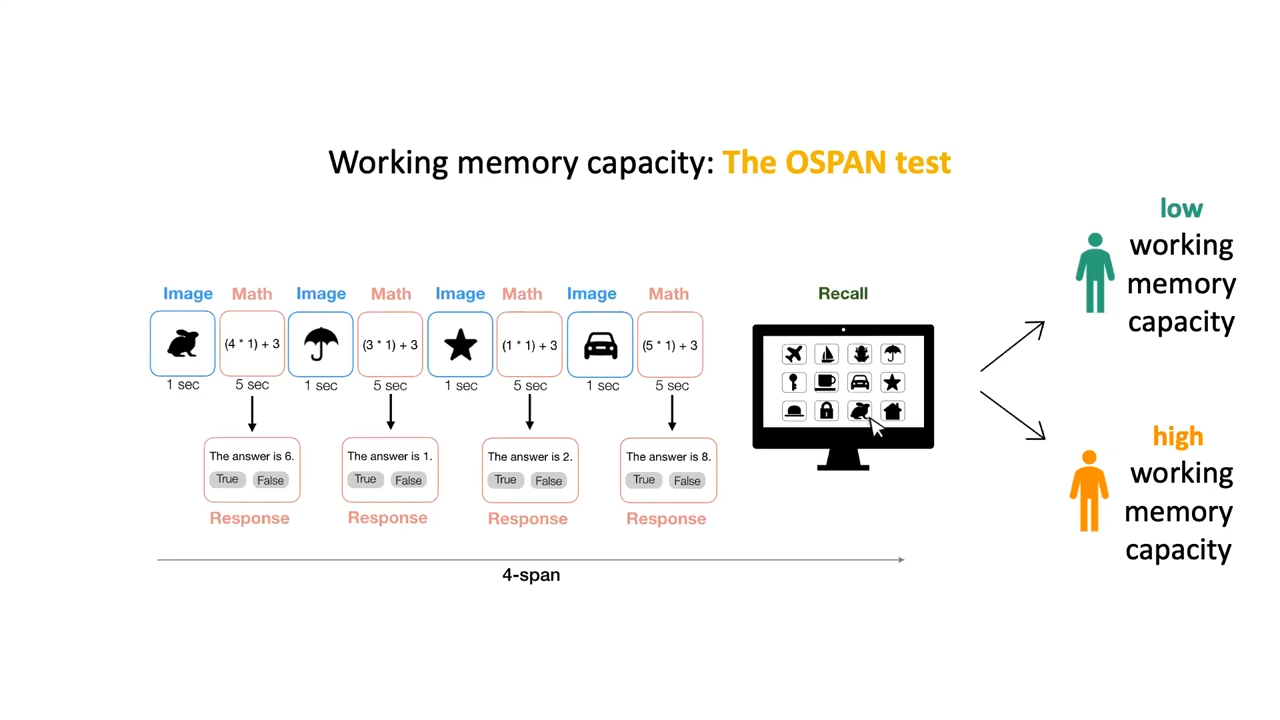 Working memory capacity: The OSPAN test
low
working
memory
capacity
Image Math Image Math Image Math Image Math
Recall
(4 * 1) + 3 (3 * 1) + 3 (1 * 1) + 3 (5 * 1) + 3
1 sec 5 sec 1 sec 5 sec 1 sec 5 sec 1 sec 5 sec
The answer is 6. The answer is 1. The answer is 2. The answer is 8.
True False True False True False True False
Response Response Response Response
high
working
memory
capacity
4-span